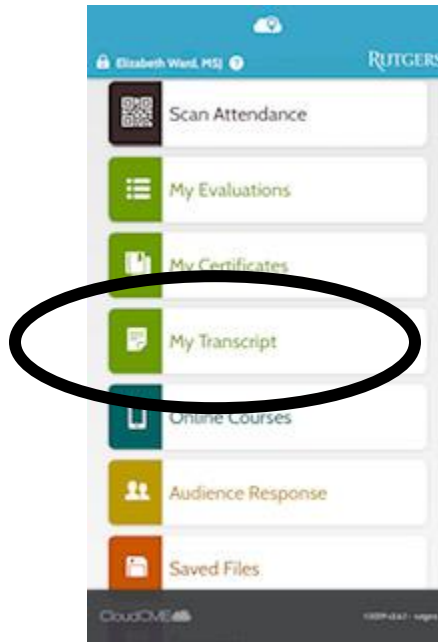 Elizabeth Ward, MSJ ?
RUTGERS
Scan Attendance
My Evaluations
My Certificates
My Transcript
Online Courses
Audience Response
Saved Files
CloudCME